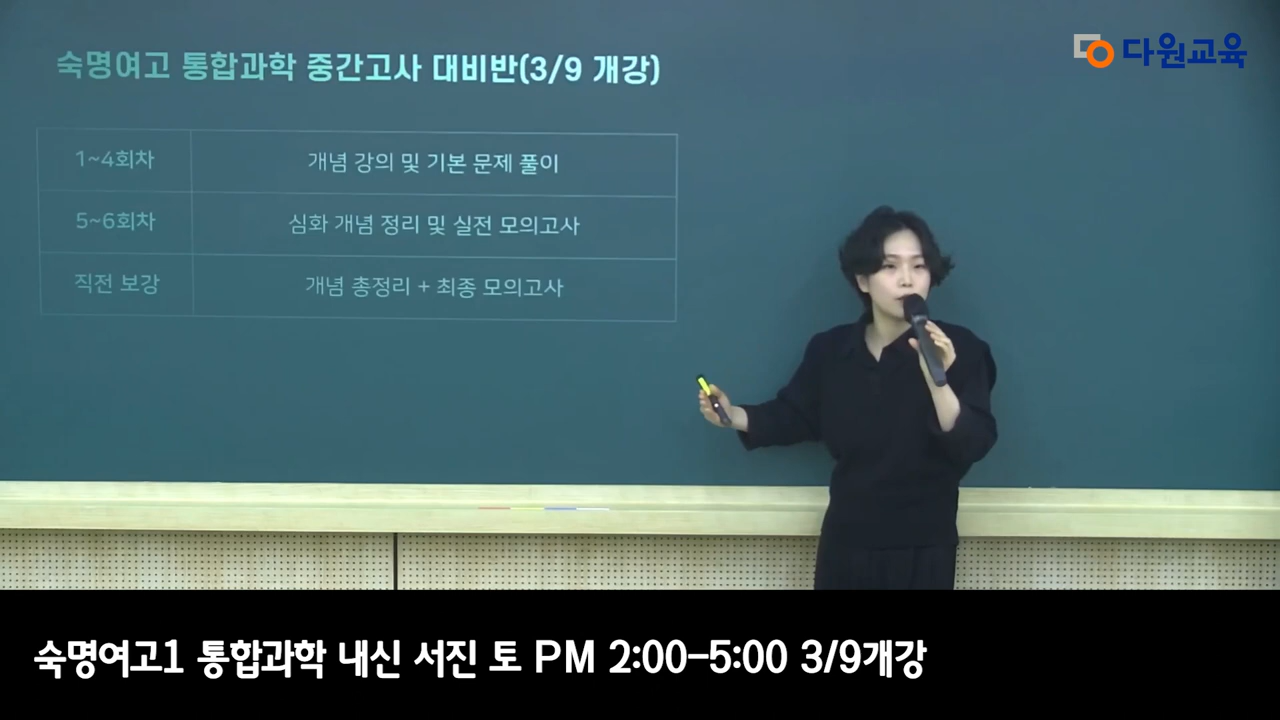 숙명여고 통합과학 중간고사 대비반(3/9 개강)
다원교육
1~4회차 개념 강의 및 기본 문제 풀이
5~6회차 심화 개념 정리 및 실전 모의고사
직전 보강 개념 총정리 + 최종 모의고사
숙명여고1 통합과학 내신 서진 토 PM 2:00-5:00 3/9개강